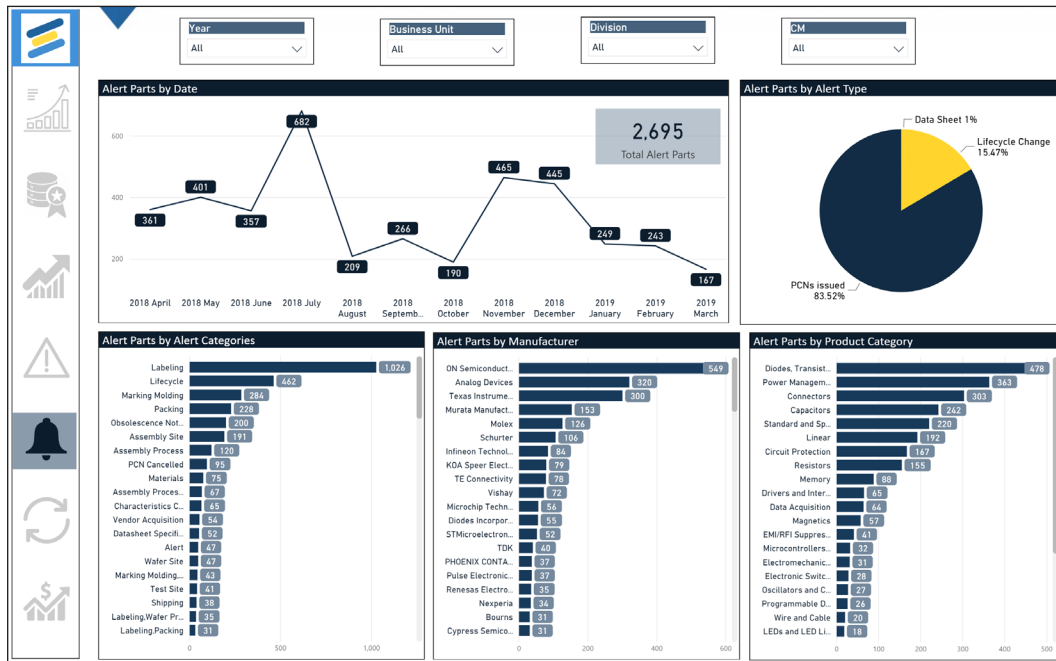 Year
All
Business Unit
All
Division
All
CM
All
Alert Parts by Date
2,695
Total Alert Parts
600
400
200
361
401
357
682
209
266
190
465
445
249
243
167
2018 April
2018 May
2018 June
2018 July
2018 August
2018 Septemb...
2018 October
2018 November
2018 December
2019 January
2019 February
2019 March
Alert Parts by Alert Type
Data Sheet 1%
Lifecycle Change
15.47%
PCNs issued
83.52%
Alert Parts by Alert Categories
Labeling 1,026
Lifecycle 462
Marking Molding 284
Packing 228
Obsolescence Not... 200
Assembly Site 191
Assembly Process 120
PCN Cancelled 95
Materials 75
Assembly Proces... 67
Characteristics C... 65
Vendor Acquisition 54
Datasheet Specifi... 52
Alert 47
Wafer Site 47
Marking Molding,... 43
Test Site 41
Shipping 38
Labeling,Wafer Pr... 35
Labeling,Packing 31
0 500 1,000
Alert Parts by Manufacturer
ON Semiconduct... 549
Analog Devices 320
Texas Instrume... 300
Murata Manufact... 153
Molex 126
Schurter 106
Infineon Technol... 84
KOA Speer Elect... 79
TE Connectivity 78
Vishay 72
Microchip Techn... 56
Diodes Incorpor... 55
STMicroelectron... 52
TDK 40
PHOENIX CONTA... 37
Pulse Electronic... 37
Renesas Electro... 35
Nexperia 34
Bourns 31
Cypress Semico... 31
0 200 400 600
Alert Parts by Product Category
Diodes, Transist... 478
Power Managem... 363
Connectors 303
Capacitors 242
Standard and Sp... 220
Linear 192
Circuit Protection 167
Resistors 155
Memory 88
Drivers and Inter... 65
Data Acquisition 64
Magnetics 57
EMI/RFI Suppres... 41
Microcontrollers... 32
Electromechanic... 31
Electronic Switc... 28
Oscillators and C... 27
Programmable D... 26
Wire and Cable 20
LEDs and LED Li... 18
0 100 200 300 400 500